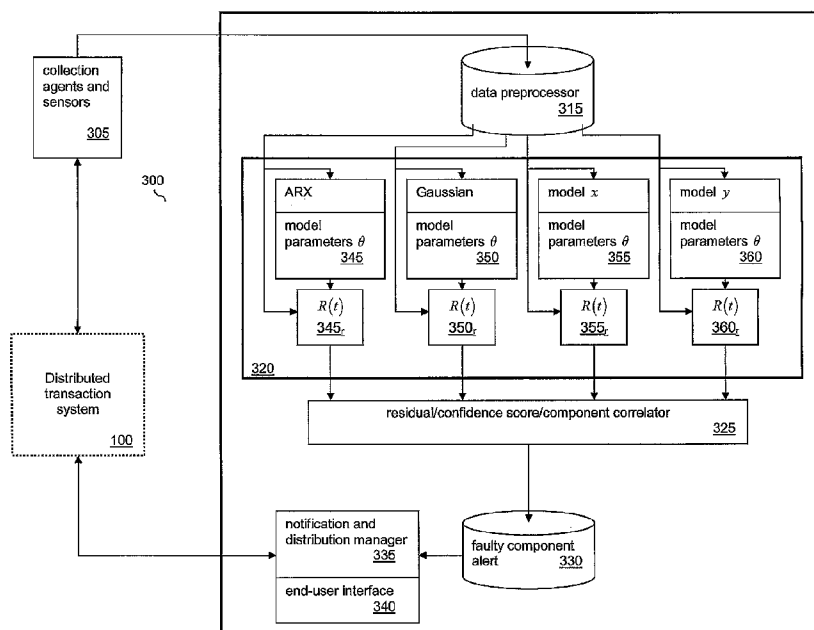 collection
agents and
sensors
305
data preprocessor
315
300
ARX
model
parameters θ
345
Gaussian
model
parameters θ
350
model x
model
parameters θ
355
model y
model
parameters θ
360
R(t)
345r
R(t)
350r
R(t)
355r
R(t)
360r
320
residual/confidence score/component correlator
325
Distributed
transaction
system
100
notification and
distribution manager
335
end-user interface
340
faulty component
alert
330